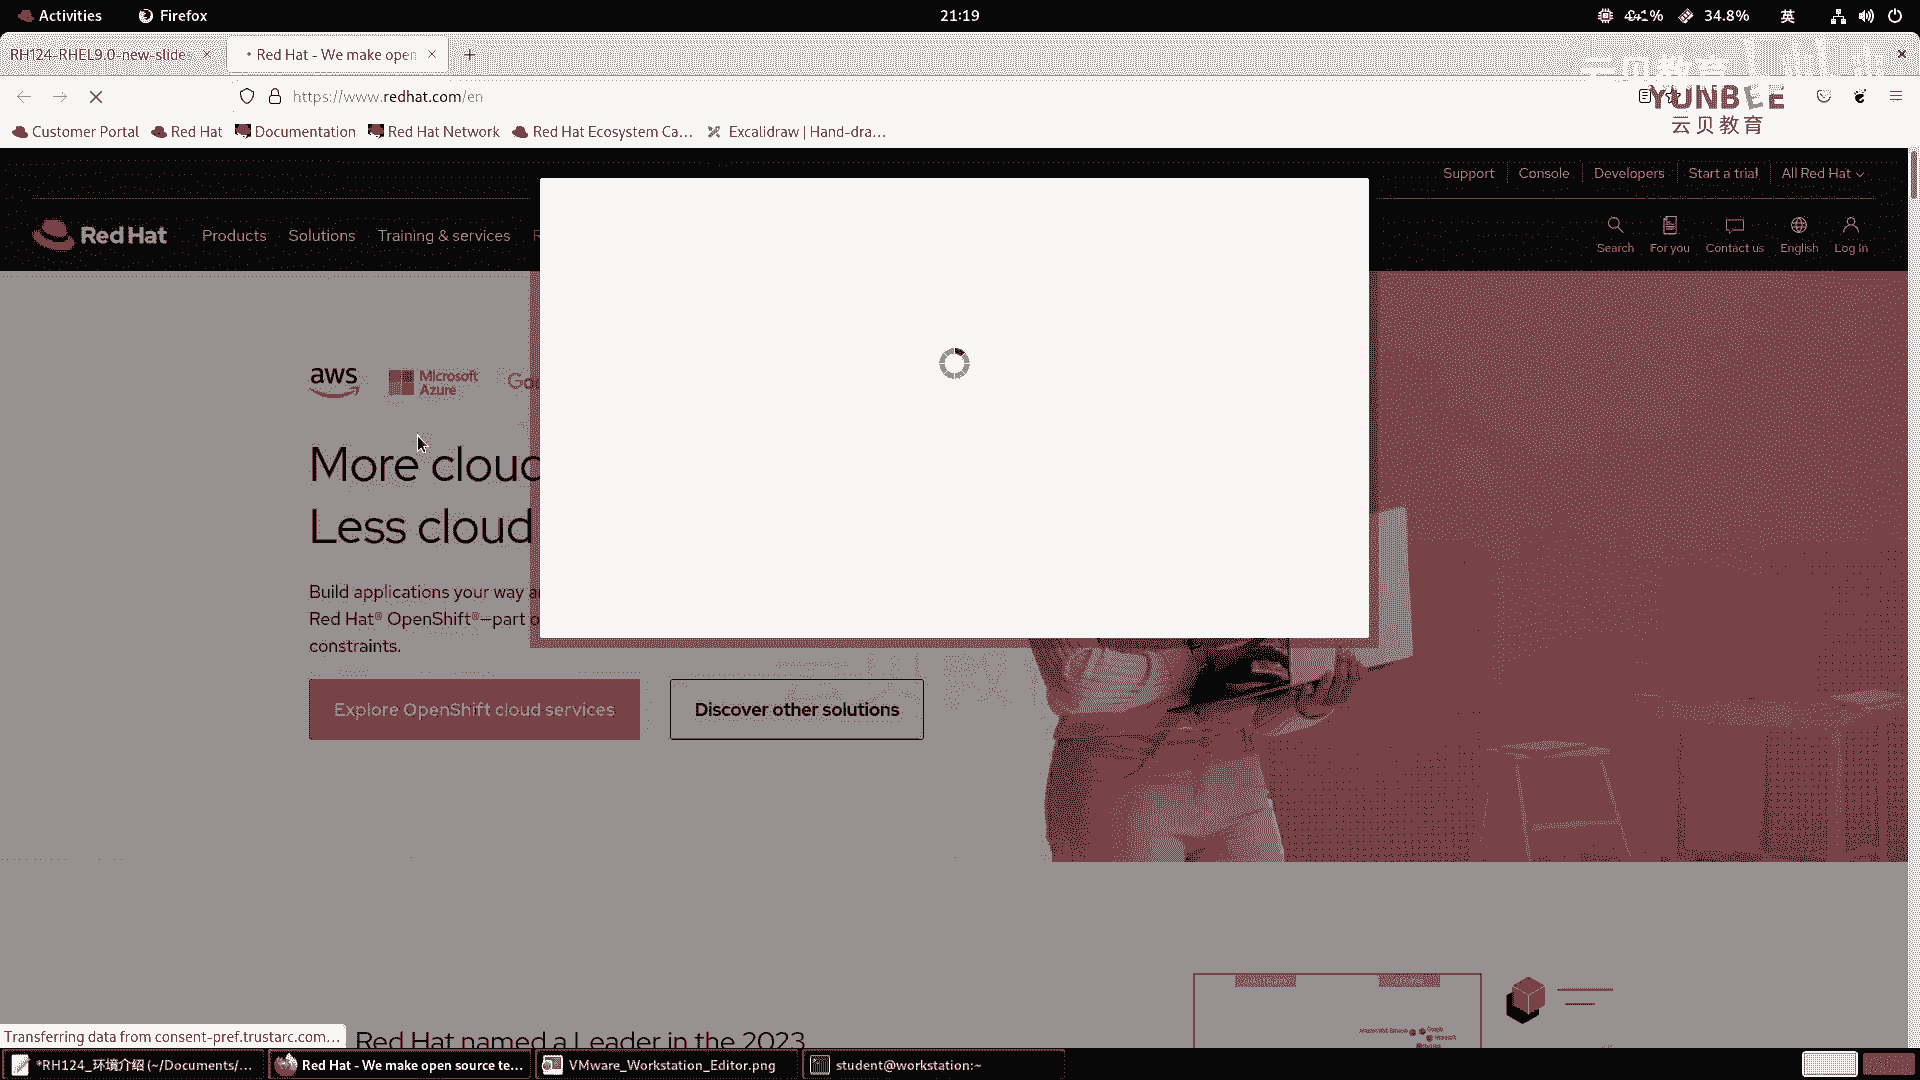 Activities
Firefox
21:19
34.8%
英
RH124-RHEL9.0-new-slides
Red Hat - We make open
https://www.redhat.com/en
YUNBEE
云贝教育
Customer Portal
Red Hat
Documentation
Red Hat Network
Red Hat Ecosystem Ca...
Excalidraw | Hand-dra...
Support
Console
Developers
Start a trial
All Red Hat
Red Hat
Products
Solutions
Training & services
Search
For you
Contact us
English
Log in
aws
Microsoft
Azure
More cloud
Less cloud
Build applications your way
Red Hat® OpenShift®—part
constraints.
Explore OpenShift cloud services
Discover other solutions
Red Hat named a Leader in the 2023
Transferring data from consent-pref.trustarc.com...
*RH124_环境介绍 (~/Documents/...
Red Hat - We make open source te...
VMware_Workstation_Editor.png
student@workstation:~